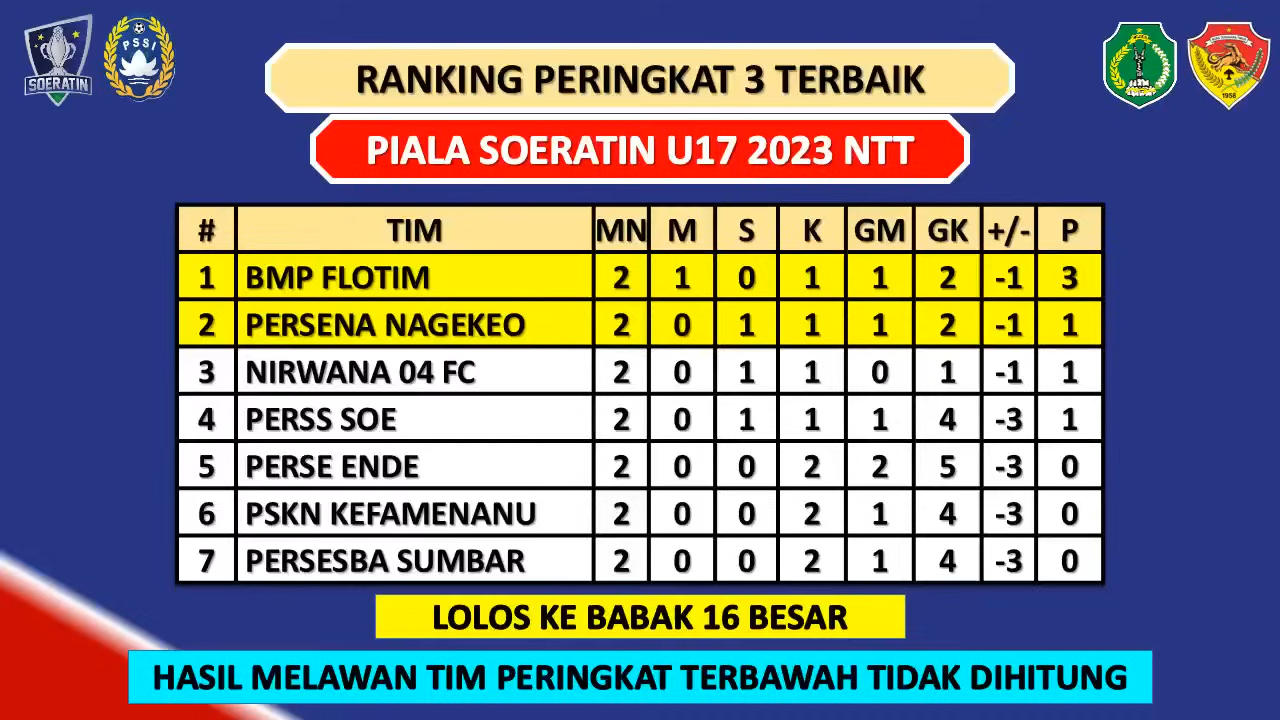 SOERATIN
PSSI
RANKING PERINGKAT 3 TERBAIK
PIALA SOERATIN U17 2023 NTT
# TIM MN M S K GM GK +/- P
1 BMP FLOTIM 2 1 0 1 1 2 -1 3
2 PERSENA NAGEKEO 2 0 1 1 1 2 -1 1
3 NIRWANA 04 FC 2 0 1 1 0 1 -1 1
4 PERSS SOE 2 0 1 1 1 4 -3 1
5 PERSE ENDE 2 0 0 2 2 5 -3 0
6 PSKN KEFAMENANU 2 0 0 2 1 4 -3 0
7 PERSESBA SUMBAR 2 0 0 2 1 4 -3 0
LOLOS KE BABAK 16 BESAR
HASIL MELAWAN TIM PERINGKAT TERBAWAH TIDAK DIHITUNG
1958